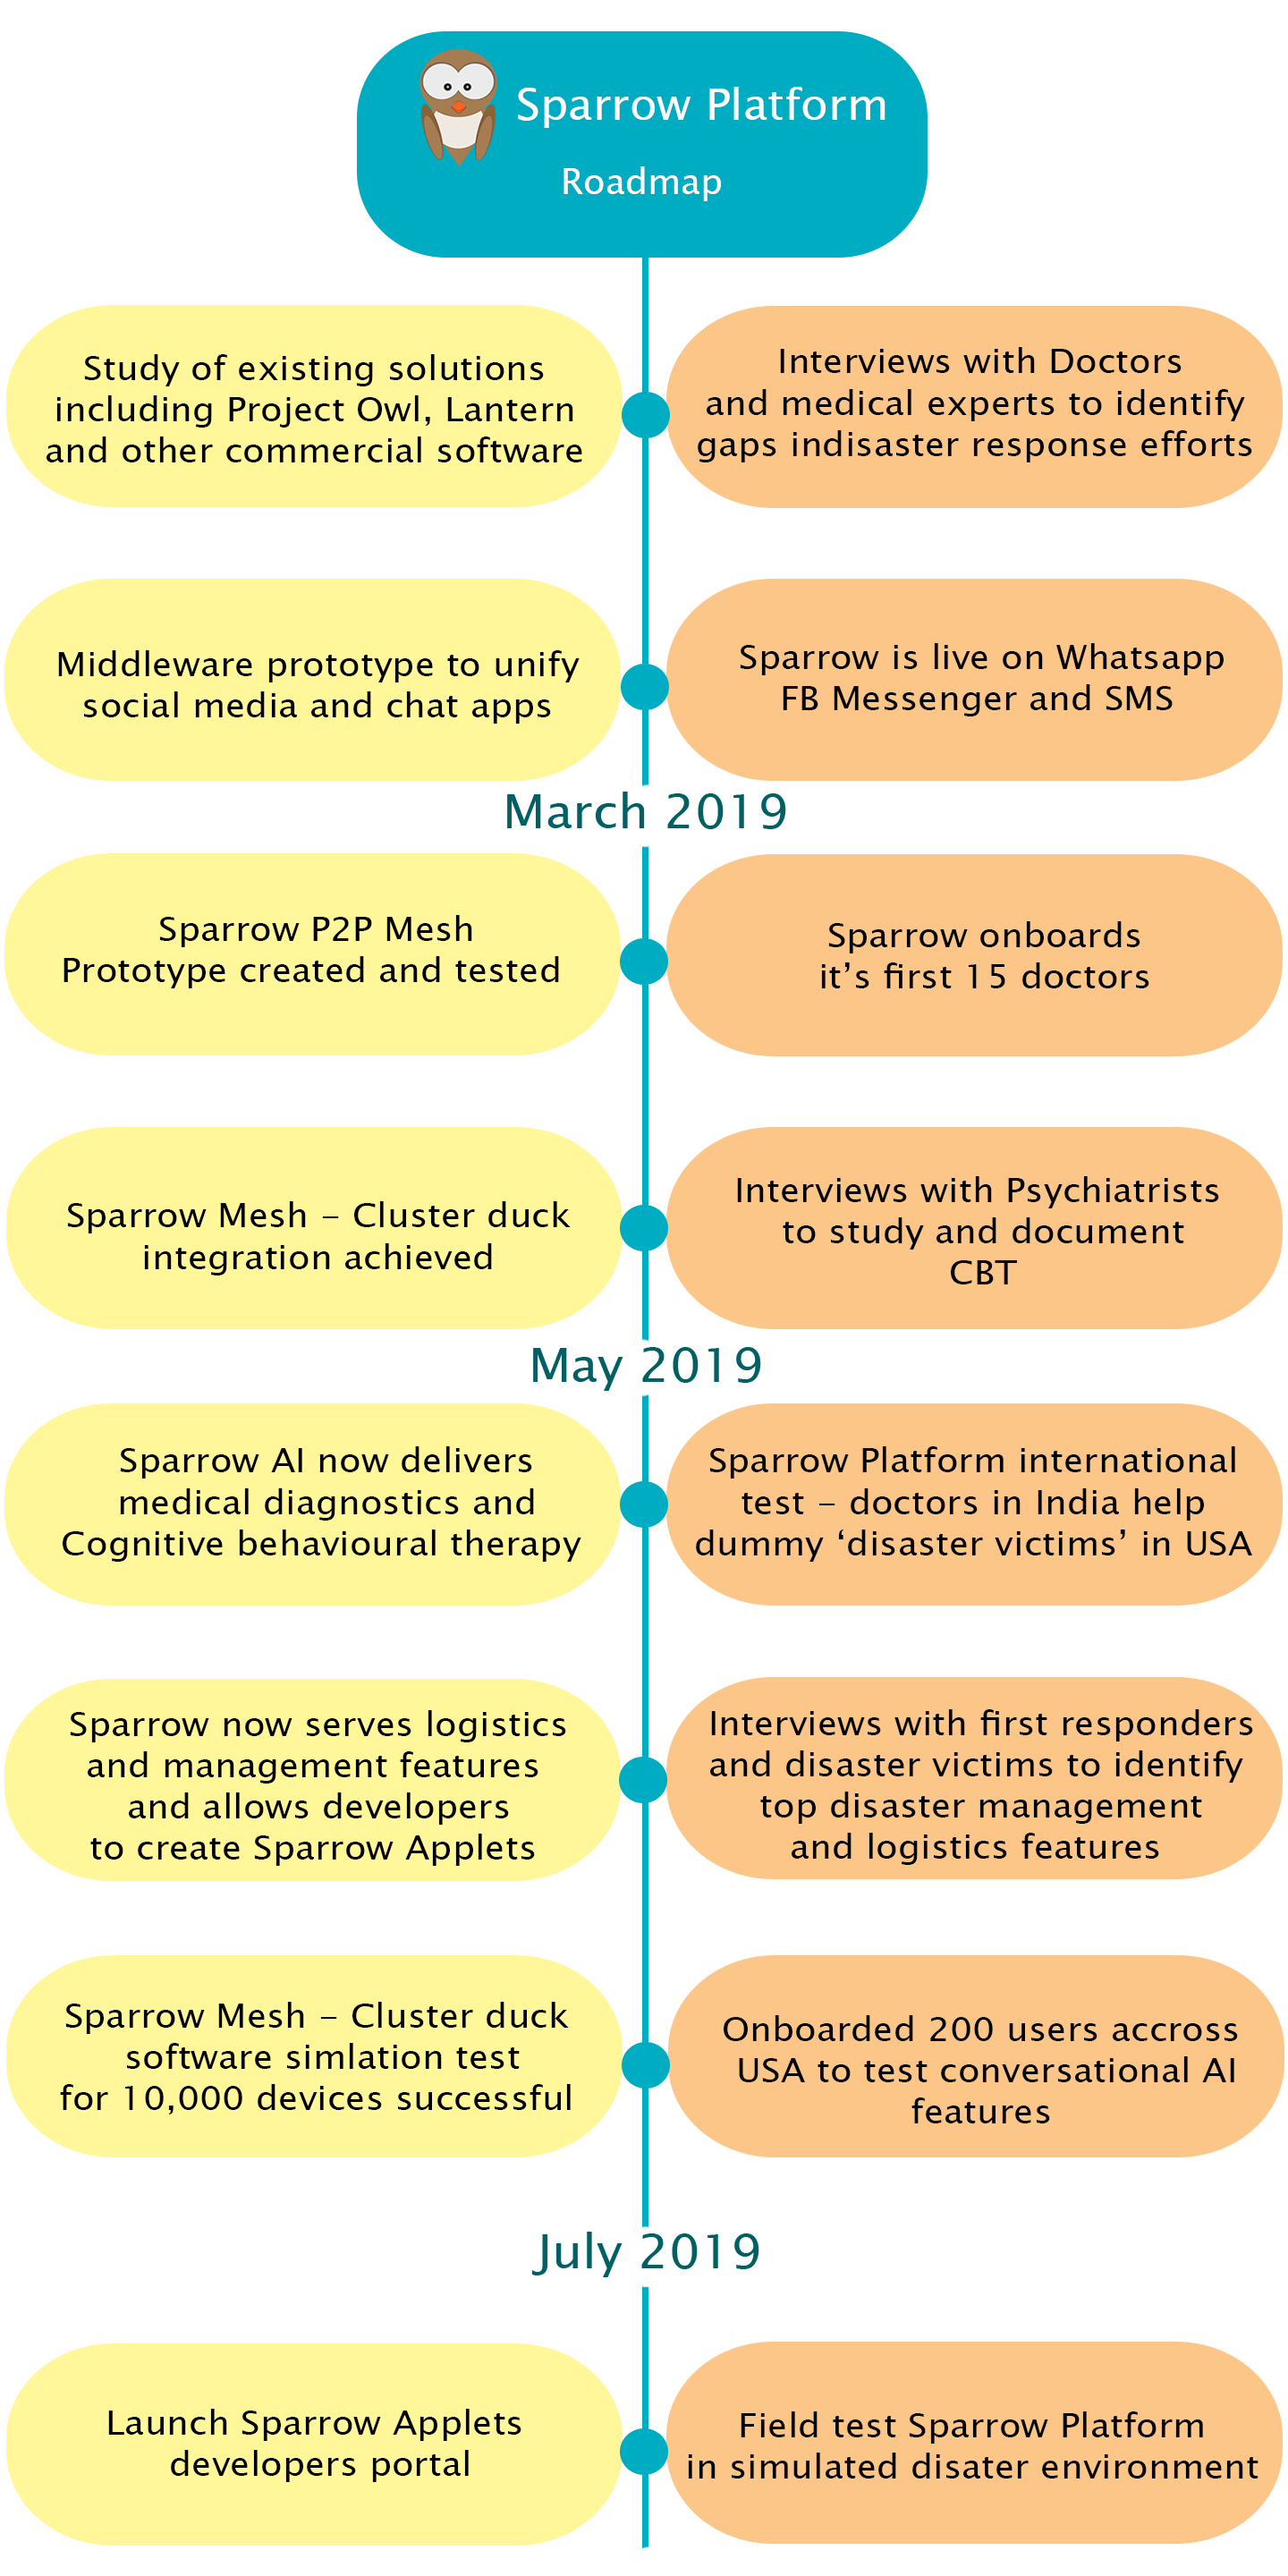 Sparrow Platform
Roadmap
Study of existing solutions
including Project Owl, Lantern
and other commercial software
Interviews with Doctors
and medical experts to identify
gaps indisaster response efforts
Middleware prototype to unify
social media and chat apps
Sparrow is live on Whatsapp
FB Messenger and SMS
March 2019
Sparrow P2P Mesh
Prototype created and tested
Sparrow onboards
it’s first 15 doctors
Sparrow Mesh – Cluster duck
integration achieved
Interviews with Psychiatrists
to study and document
CBT
May 2019
Sparrow AI now delivers
medical diagnostics and
Cognitive behavioural therapy
Sparrow Platform international
test – doctors in India help
dummy ‘disaster victims’ in USA
Sparrow now serves logistics
and management features
and allows developers
to create Sparrow Applets
Interviews with first responders
and disaster victims to identify
top disaster management
and logistics features
Sparrow Mesh – Cluster duck
software simlation test
for 10,000 devices successful
Onboarded 200 users accross
USA to test conversational AI
features
July 2019
Launch Sparrow Applets
developers portal
Field test Sparrow Platform
in simulated disater environment